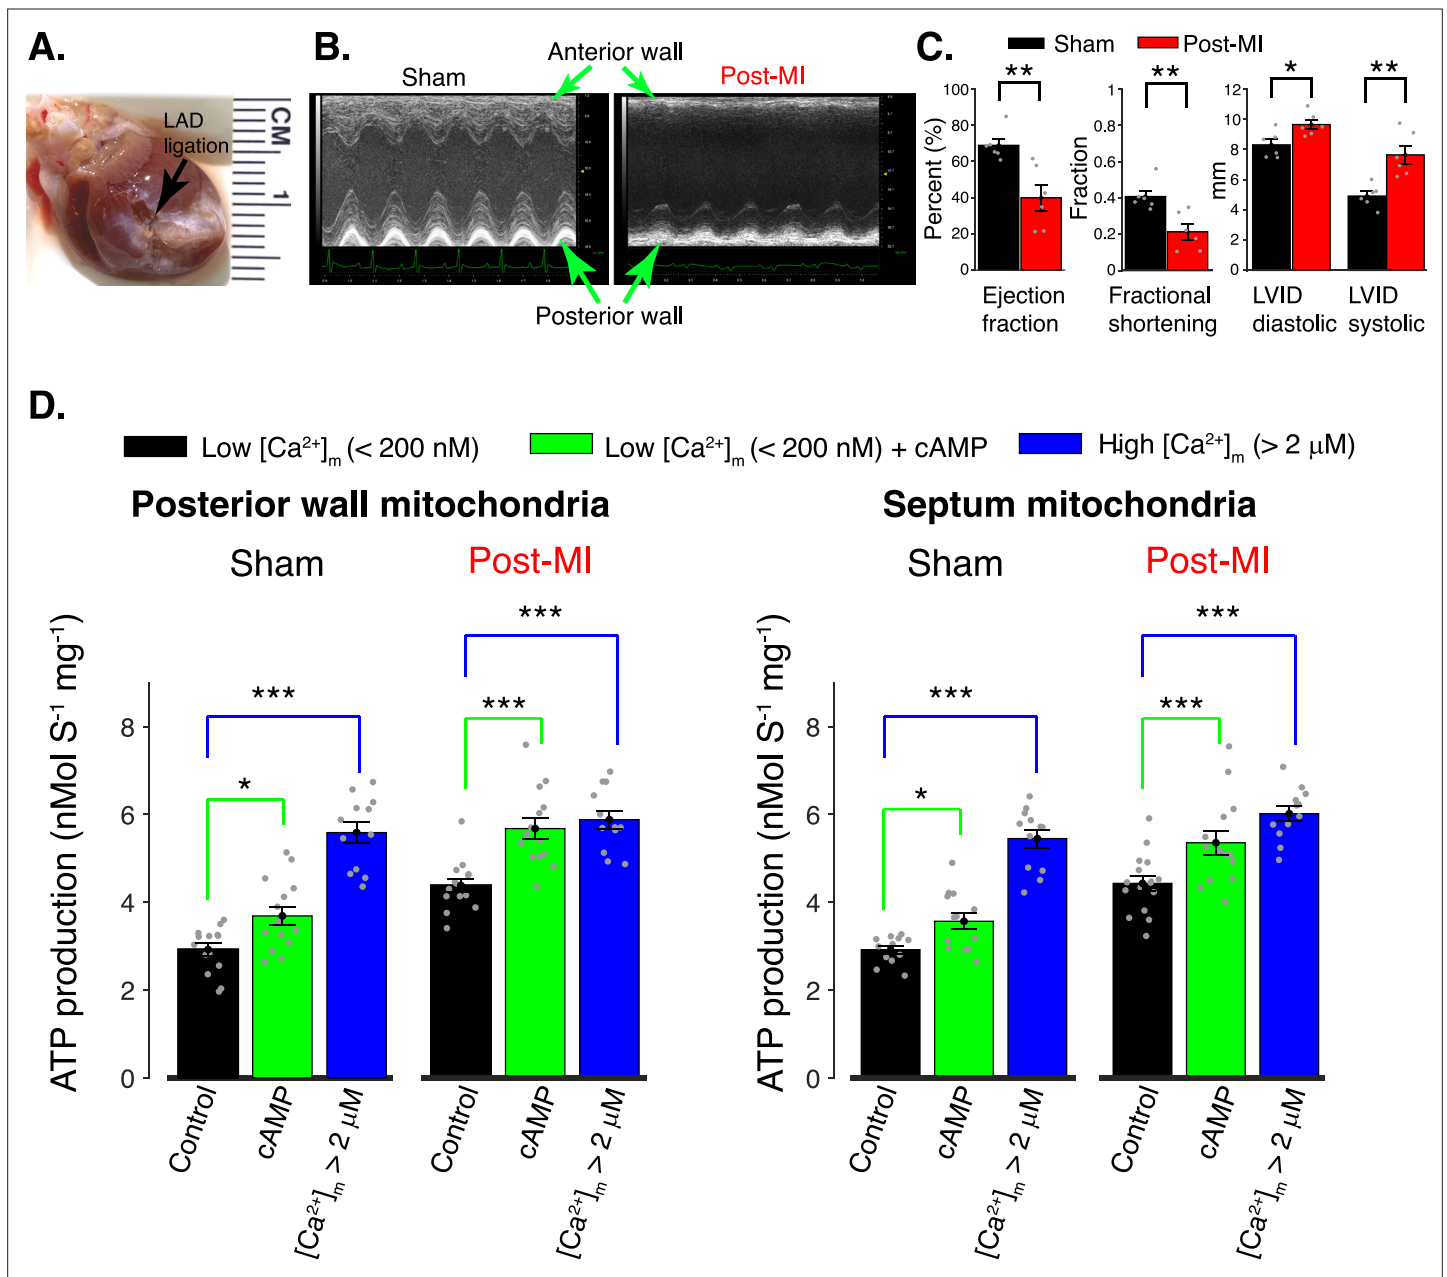 A.
LAD
ligation
CM
1
B.
Anterior wall
Sham
Post-MI
Posterior wall
C.
Sham
Post-MI
**
**
*
**
Percent (%)
100
80
60
40
20
0
Ejection
fraction
Fraction
1
0.8
0.6
0.4
0.2
0
Fractional
shortening
mm
12
10
8
6
4
2
0
LVID
diastolic
LVID
systolic
D.
Low [Ca²⁺]ₘ (< 200 nM)
Low [Ca²⁺]ₘ (< 200 nM) + cAMP
High [Ca²⁺]ₘ (> 2 μM)
Posterior wall mitochondria
Sham
Post-MI
ATP production (nMol S⁻¹ mg⁻¹)
8
6
4
2
0
***
*
***
***
Control
cAMP
[Ca²⁺]ₘ > 2 μM
Control
cAMP
[Ca²⁺]ₘ > 2 μM
Septum mitochondria
Sham
Post-MI
ATP production (nMol S⁻¹ mg⁻¹)
8
6
4
2
0
***
*
***
***
Control
cAMP
[Ca²⁺]ₘ > 2 μM
Control
cAMP
[Ca²⁺]ₘ > 2 μM